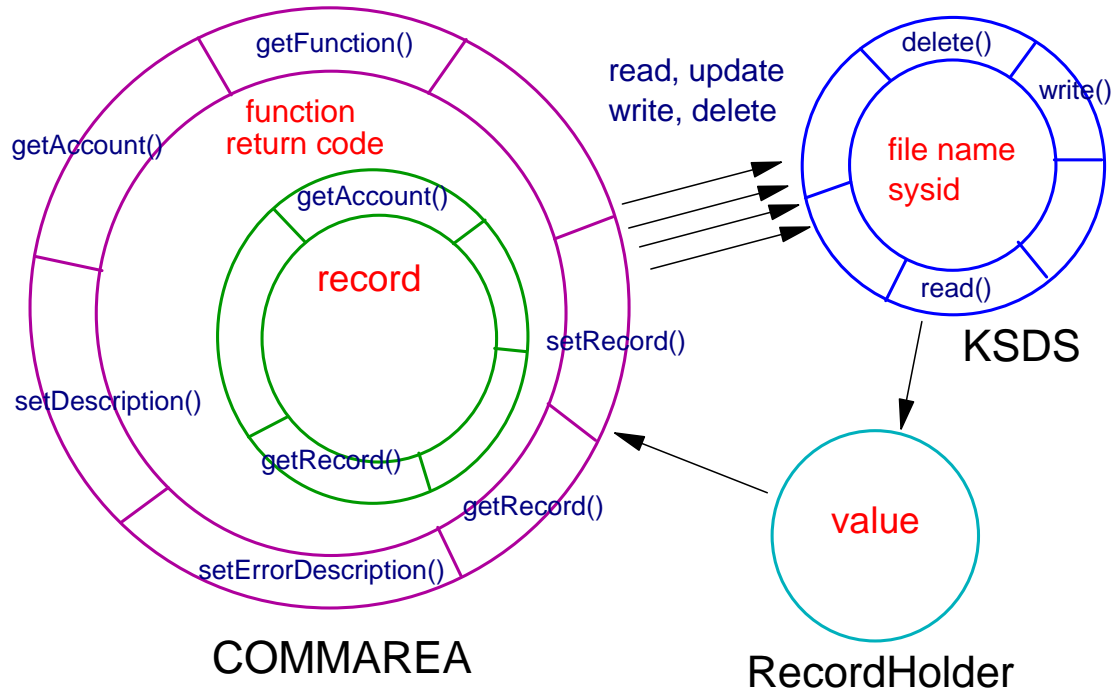 getFunction()
function
return code
getAccount()
getAccount()
record
setRecord()
setDescription()
getRecord()
getRecord()
setErrorDescription()
COMMAREA
read, update
write, delete
delete()
write()
file name
sysid
read()
KSDS
value
RecordHolder